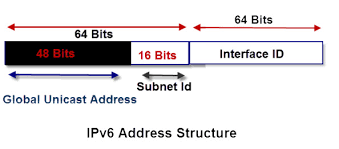 64 Bits
64 Bits
48 Bits 16 Bits Interface ID
Subnet Id
Global Unicast Address
IPv6 Address Structure